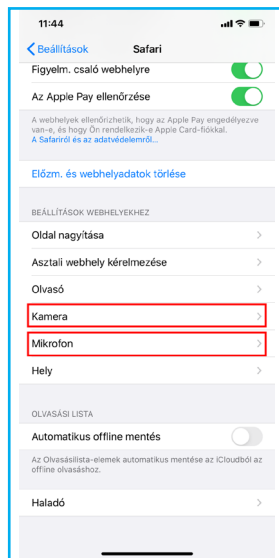 11:44
Beállítások
Safari
Figyelm. csaló webhelyre
Az Apple Pay ellenőrzése
A webhelyek ellenőrizhetik, hogy az Apple Pay engedélyezve
van-e, és hogy Ön rendelkezik-e Apple Card-fiókkal.
A Safariról és az adatvédelemről...
Előzm. és webhelyadatok törlése
BEÁLLÍTÁSOK WEBHELYEKHEZ
Oldal nagyítása
Asztali webhely kérelmezése
Olvasó
Kamera
Mikrofon
Hely
OLVASÁSI LISTA
Automatikus offline mentés
Az Olvasásilista-elemek automatikus mentése az iCloudból az
offline olvasáshoz.
Haladó